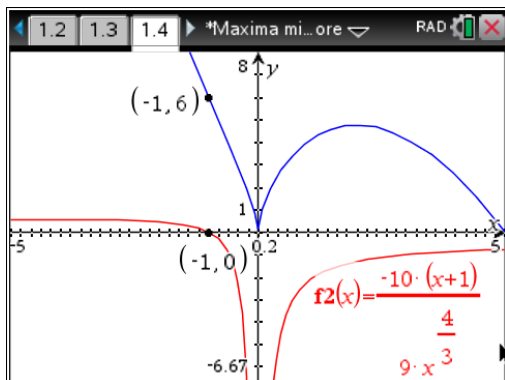 1.2 1.3 1.4 *Maxima mi…ore RAD
8 y
(-1,6)
1
x
-5 0.2 5.
(-1,0)
f2(x)=-10·(x+1)
4
3
9·x
-6.67